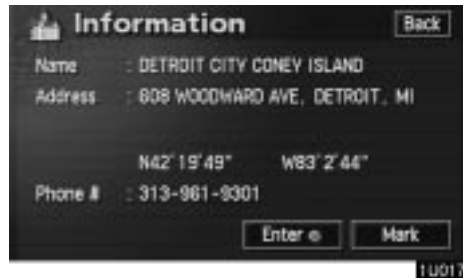 Information
Back
Name : DETROIT CITY CONEY ISLAND
Address : 608 WOODWARD AVE, DETROIT, MI
N42°19'49" W83°2'44"
Phone # : 313-961-9301
Enter
Mark
1U017